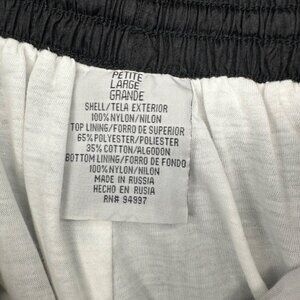 PETITE
LARGE
GRANDE
SHELL/TELA EXTERIOR
100% NYLON/NILON
TOP LINING/FORRO DE SUPERIOR
65% POLYESTER/POLIESTER
35% COTTON/ALGODON
BOTTOM LINING/FORRO DE FONDO
100% NYLON/NILON
MADE IN RUSSIA
HECHO EN RUSIA
RN# 94997